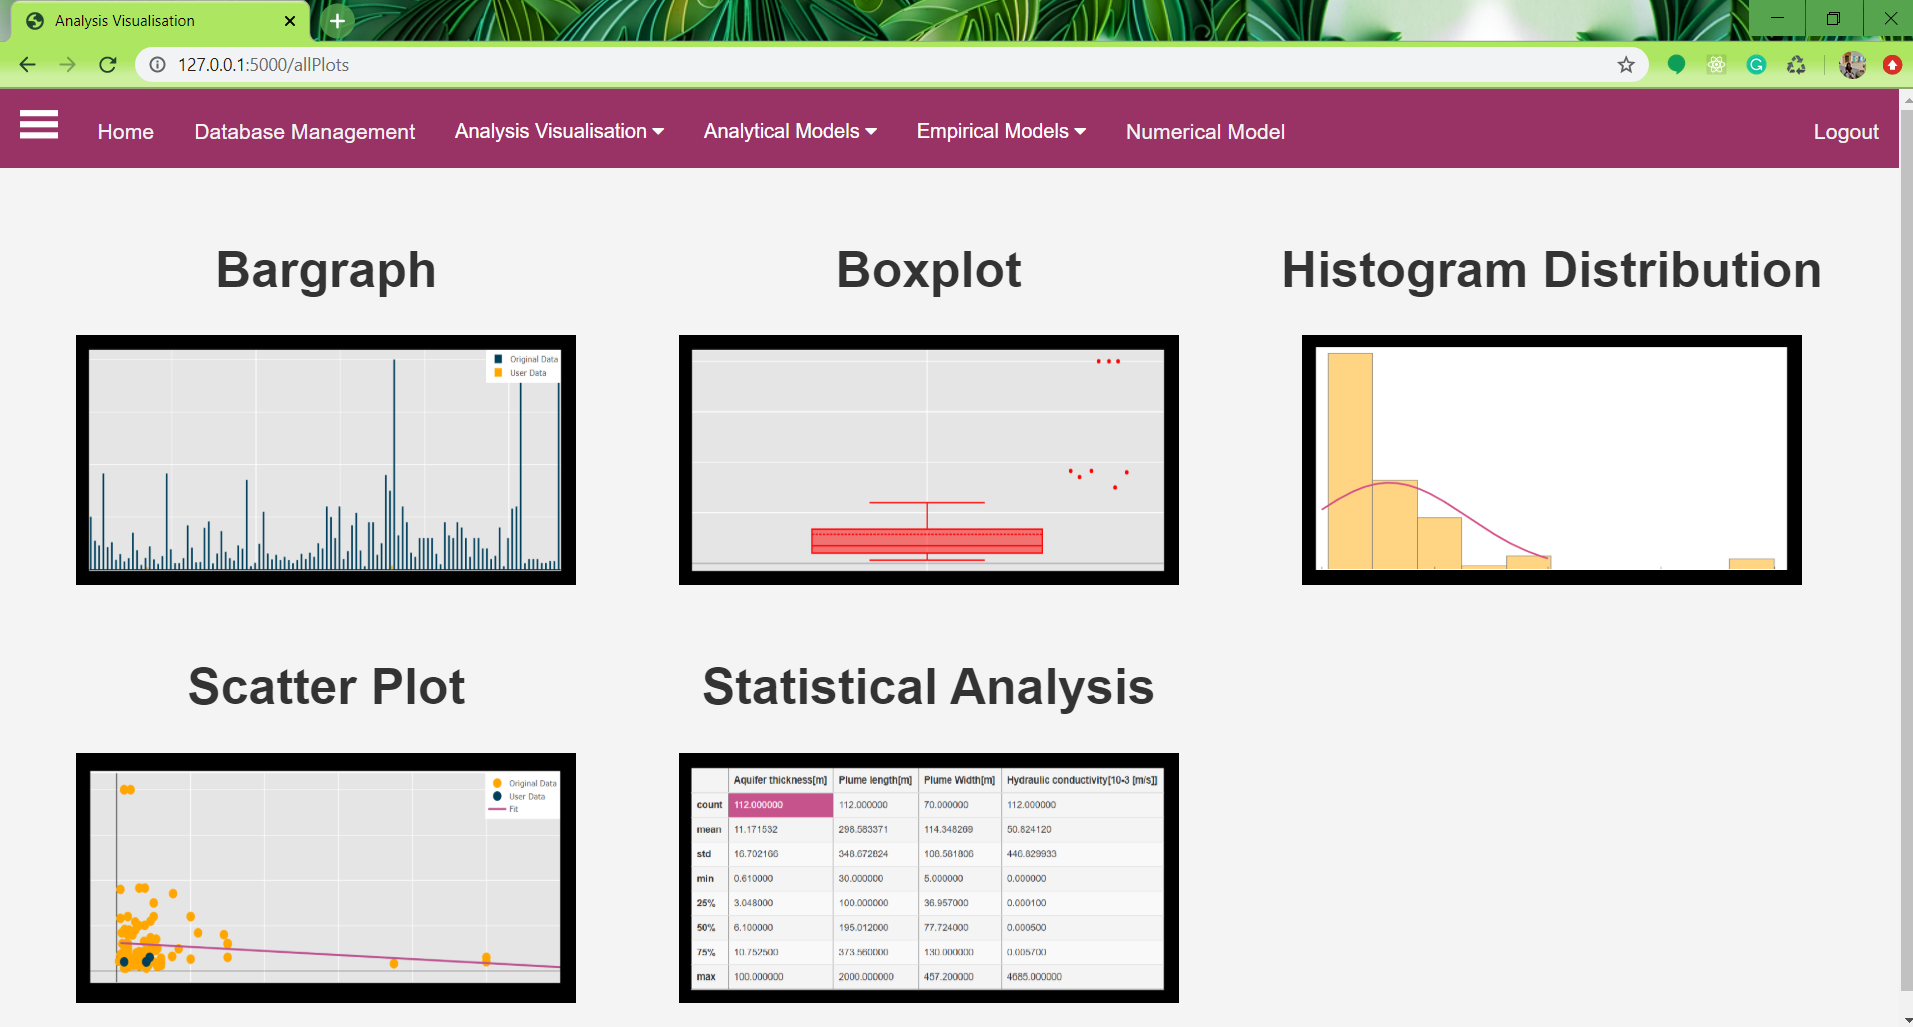 Analysis Visualisation
127.0.0.1:5000/allPlots
Home Database Management Analysis Visualisation Analytical Models Empirical Models Numerical Model Logout
Bargraph Boxplot Histogram Distribution
Original Data
User Data
Scatter Plot Statistical Analysis
Original Data
User Data
Fit
Aquifer thickness[m] Plume length[m] Plume Width[m] Hydraulic conductivity[10-3 [m/s]]
count 112.000000 112.000000 70.000000 112.000000
mean 11.171532 298.583371 114.348269 50.824120
std 16.702166 348.672824 108.581806 446.829933
min 0.610000 30.000000 5.000000 0.000000
25% 3.048000 100.000000 36.957000 0.000100
50% 6.100000 195.012000 77.724000 0.000500
75% 10.752500 373.560000 130.000000 0.005700
max 100.000000 2000.000000 457.200000 4685.000000